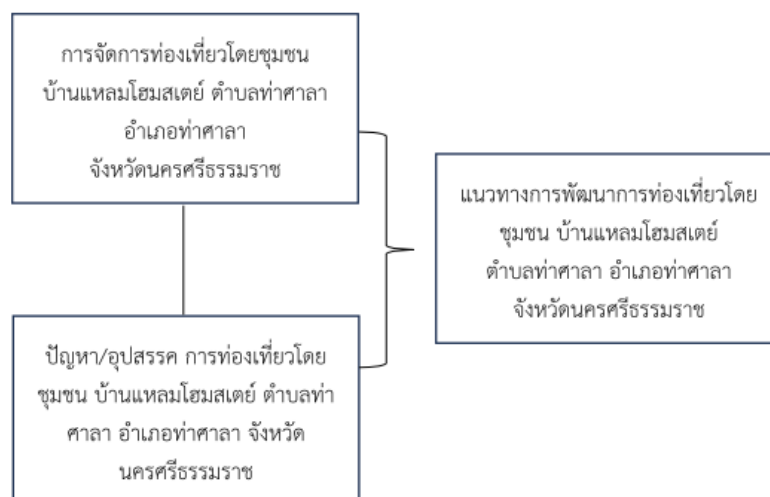 การจัดการท่องเที่ยวโดยชุมชน
บ้านแหลมโฮมสเตย์ ตำบลท่าศาลา
อำเภอท่าศาลา
จังหวัดนครศรีธรรมราช
แนวทางการพัฒนาการท่องเที่ยวโดย
ชุมชน บ้านแหลมโฮมสเตย์
ตำบลท่าศาลา อำเภอท่าศาลา
จังหวัดนครศรีธรรมราช
ปัญหา/อุปสรรค การท่องเที่ยวโดย
ชุมชน บ้านแหลมโฮมสเตย์ ตำบลท่า
ศาลา อำเภอท่าศาลา จังหวัด
นครศรีธรรมราช